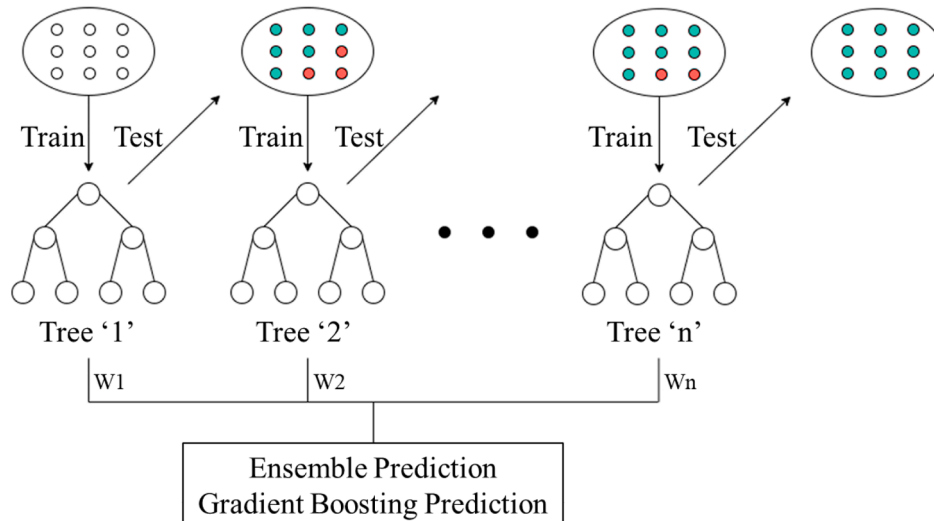 Train Test Train Test Train Test
Tree ‘1’ Tree ‘2’ Tree ‘n’
W1 W2 Wn
Ensemble Prediction
Gradient Boosting Prediction